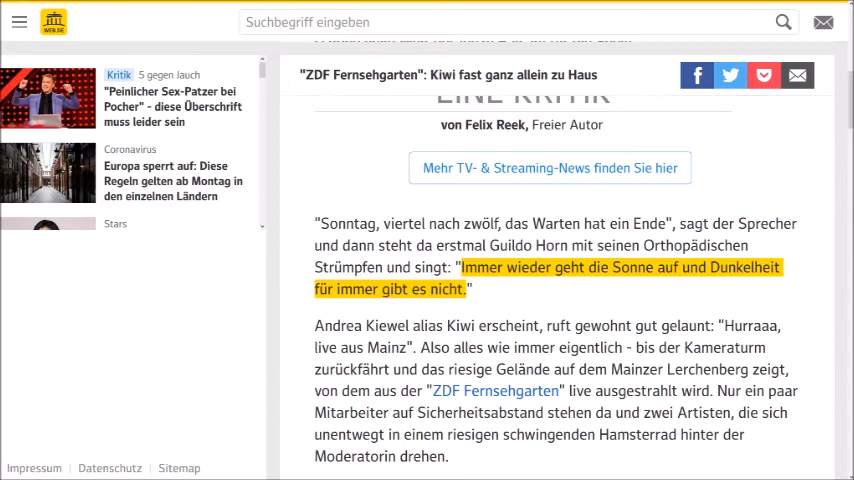 WEB.DE
Suchbegriff eingeben
Kritik 5 gegen Jauch
"Peinlicher Sex-Patzer bei
Pocher" - diese Überschrift
muss leider sein
Coronavirus
Europa sperrt auf: Diese
Regeln gelten ab Montag in
den einzelnen Ländern
Stars
"ZDF Fernsehgarten": Kiwi fast ganz allein zu Haus
EINE KRITIK
von Felix Reek, Freier Autor
Mehr TV- & Streaming-News finden Sie hier
"Sonntag, viertel nach zwölf, das Warten hat ein Ende", sagt der Sprecher
und dann steht da erstmal Guildo Horn mit seinen Orthopädischen
Strümpfen und singt: "Immer wieder geht die Sonne auf und Dunkelheit
für immer gibt es nicht."
Andrea Kiewel alias Kiwi erscheint, ruft gewohnt gut gelaunt: "Hurraaa,
live aus Mainz". Also alles wie immer eigentlich - bis der Kameraturm
zurückfährt und das riesige Gelände auf dem Mainzer Lerchenberg zeigt,
von dem aus der "ZDF Fernsehgarten" live ausgestrahlt wird. Nur ein paar
Mitarbeiter auf Sicherheitsabstand stehen da und zwei Artisten, die sich
unentwegt in einem riesigen schwingenden Hamsterrad hinter der
Moderatorin drehen.
Impressum | Datenschutz | Sitemap